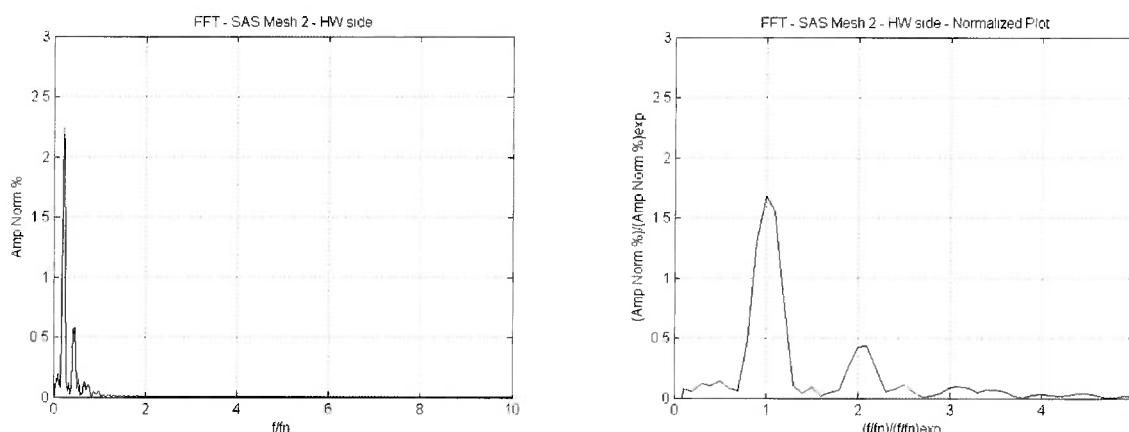 FFT - SAS Mesh 2 - HW side
3
2 5
2
1 5
1
0 5
0
0 2 4 6 8 10
Amp Norm %
f/fn
FFT - SAS Mesh 2 - HW side - Normalized Plot
3
2 5
2
1 5
1
0 5
0
0 1 2 3 4
(Amp Norm %)/(Amp Norm %)exp
(f/fn)/(f/fn)exp